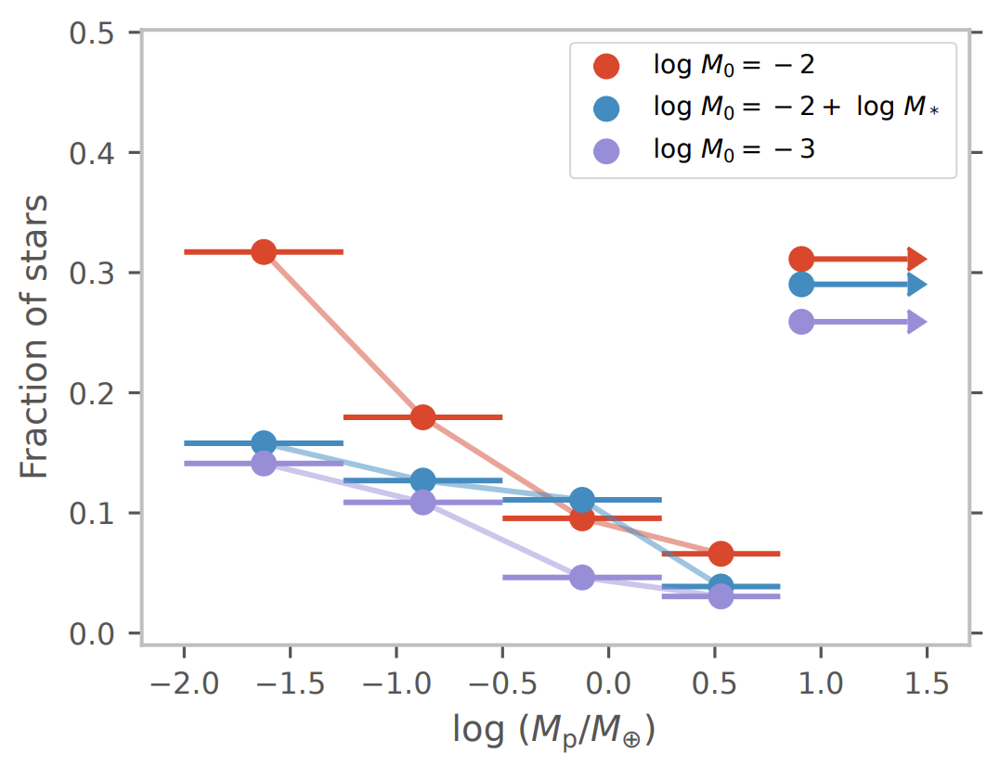 0.5
0.4
0.3
0.2
0.1
0.0
Fraction of stars
log M₀ = −2
log M₀ = −2 + log M⁎
log M₀ = −3
−2.0 −1.5 −1.0 −0.5 0.0 0.5 1.0 1.5
log (Mₚ/M⊕)